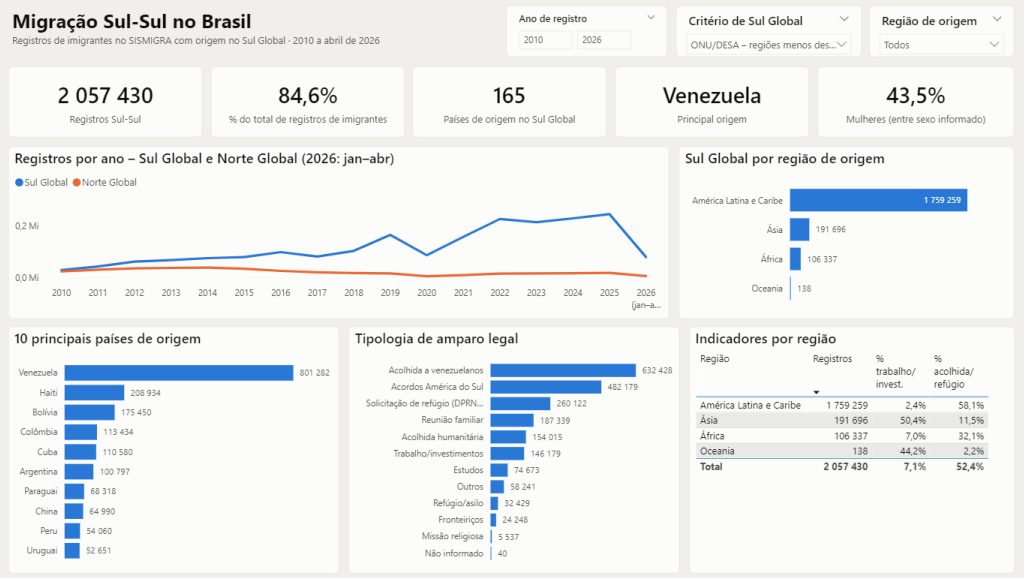 Migração Sul-Sul no Brasil
Registros de imigrantes no SISMIGRA com origem no Sul Global · 2010 a abril de 2026
Ano de registro
2010 2026
Critério de Sul Global
ONU/DESA – regiões menos des...
Região de origem
Todos
2 057 430
Registros Sul-Sul
84,6%
% do total de registros de imigrantes
165
Países de origem no Sul Global
Venezuela
Principal origem
43,5%
Mulheres (entre sexo informado)
Registros por ano – Sul Global e Norte Global (2026: jan–abr)
Sul Global Norte Global
0,2 Mi
0,0 Mi
2010 2011 2012 2013 2014 2015 2016 2017 2018 2019 2020 2021 2022 2023 2024 2025 2026
(jan–a...
Sul Global por região de origem
América Latina e Caribe 1 759 259
Ásia 191 696
África 106 337
Oceania 138
10 principais países de origem
Venezuela 801 282
Haiti 208 934
Bolívia 175 450
Colômbia 113 434
Cuba 110 580
Argentina 100 797
Paraguai 68 318
China 64 990
Peru 54 060
Uruguai 52 651
Tipologia de amparo legal
Acolhida a venezuelanos 632 428
Acordos América do Sul 482 179
Solicitação de refúgio (DPRN... 260 122
Reunião familiar 187 339
Acolhida humanitária 154 015
Trabalho/investimentos 146 179
Estudos 74 673
Outros 58 241
Refúgio/asilo 32 429
Fronteiriços 24 248
Missão religiosa 5 537
Não informado 40
Indicadores por região
Região Registros % %
trabalho/ acolhida/
invest. refúgio
América Latina e Caribe 1 759 259 2,4% 58,1%
Ásia 191 696 50,4% 11,5%
África 106 337 7,0% 32,1%
Oceania 138 44,2% 2,2%
Total 2 057 430 7,1% 52,4%